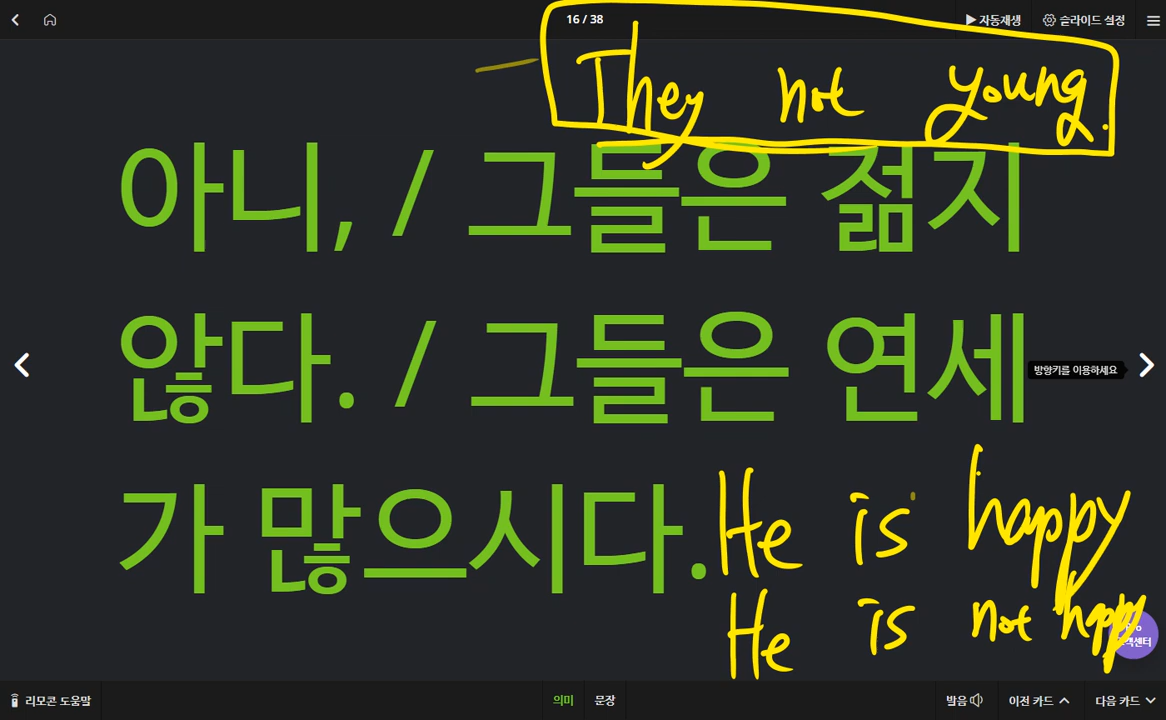 16 / 38
자동재생
슬라이드 설정
They not young.
아니, / 그들은 젊지
않다. / 그들은 연세
방향키를 이용하세요
가 많으시다.
He is happy
He is not happy
리모콘 도움말
의미
문장
발음
이전 카드
다음 카드